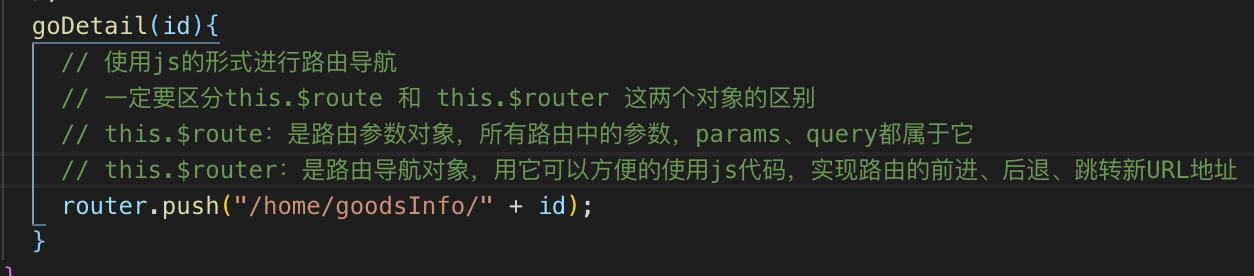 goDetail(id){
// 使用js的形式进行路由导航
// 一定要区分this.$route 和 this.$router 这两个对象的区别
// this.$route：是路由参数对象，所有路由中的参数，params、query都属于它
// this.$router：是路由导航对象，用它可以方便的使用js代码，实现路由的前进、后退、跳转新URL地址
router.push("/home/goodsInfo/" + id);
}